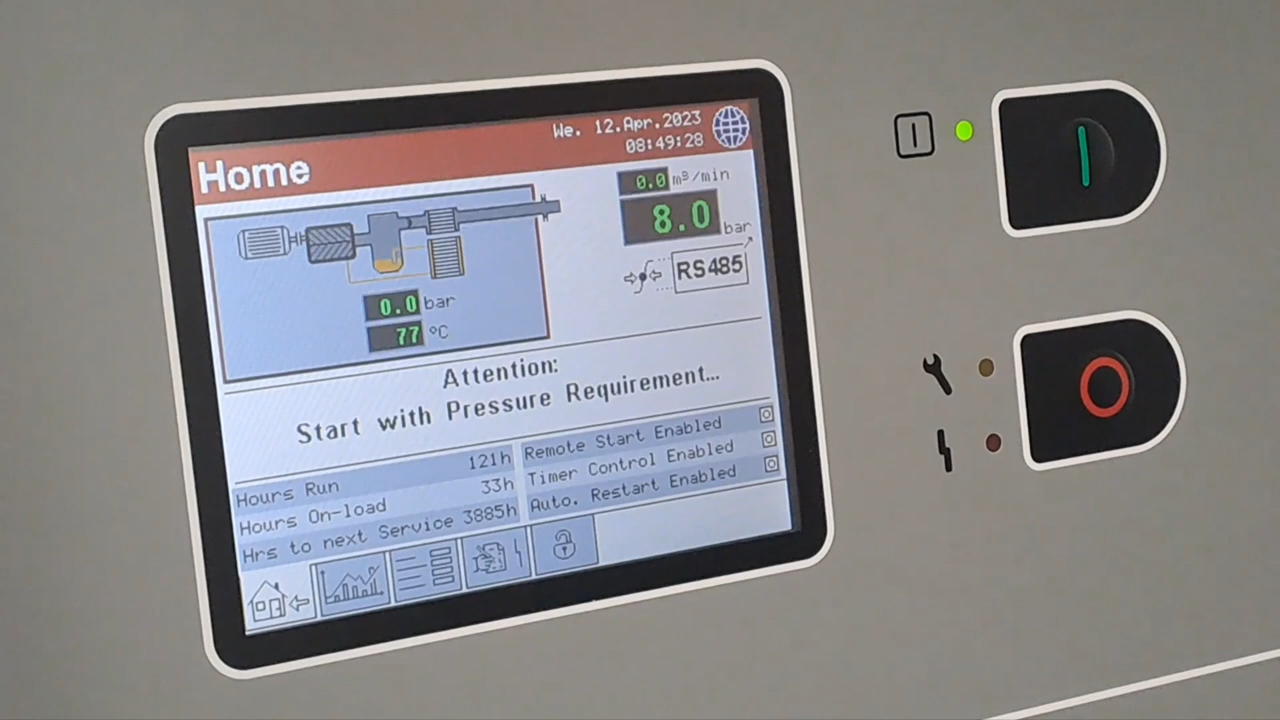 Home
We. 12.Apr.2023
08:49:28
0.0 m³/min
8.0 bar
RS485
0.0 bar
77 °C
Attention:
Start with Pressure Requirement...
Hours Run 121h
Hours On-load 33h
Hrs to next Service 3885h
Remote Start Enabled
Timer Control Enabled
Auto. Restart Enabled